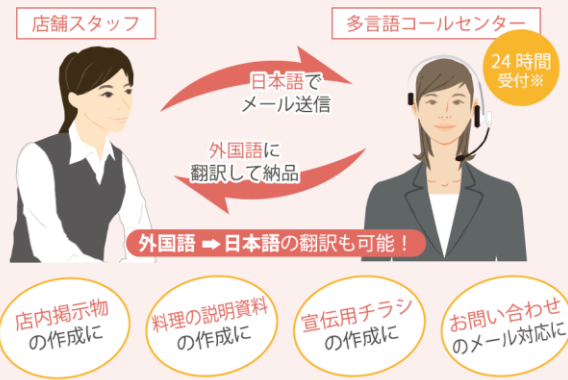 店舗スタッフ
多言語コールセンター
24時間
受付※
日本語で
メール送信
外国語に
翻訳して納品
外国語➡日本語の翻訳も可能！
店内掲示物
の作成に
料理の説明資料
の作成に
宣伝用チラシ
の作成に
お問い合わせ
のメール対応に